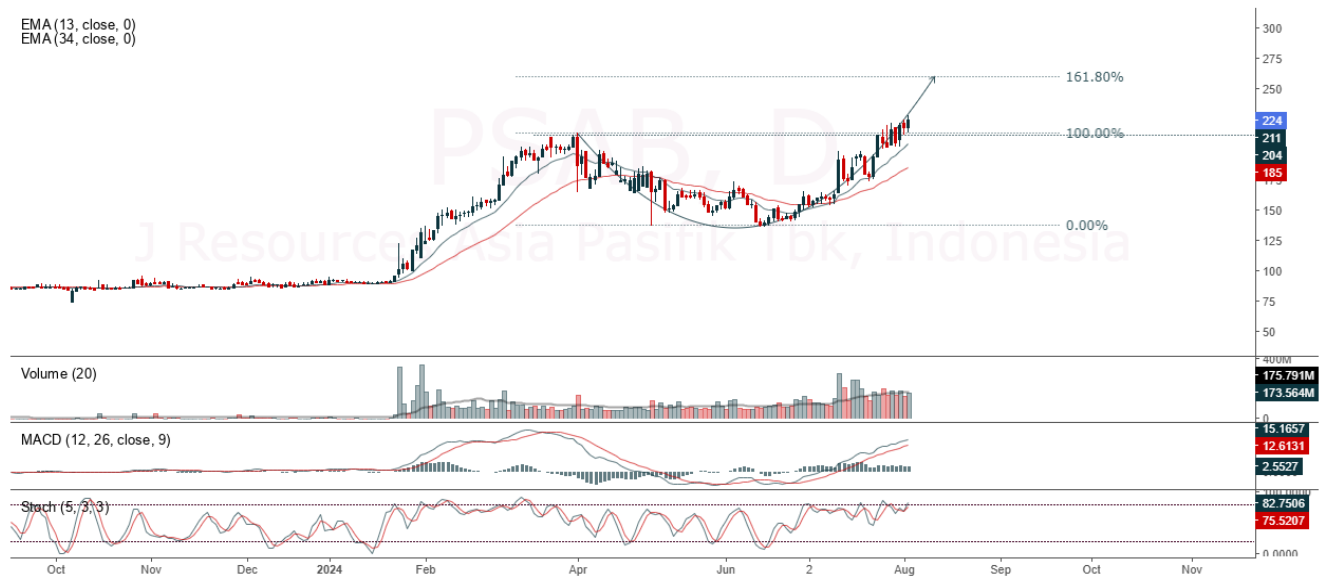 EMA (13, close, 0)
EMA (34, close, 0)
PSAB, D
J Resources Asia Pasifik Tbk Indonesia
161.80%
100.00%
0.00%
300
275
250
224
211
204
185
150
125
100
75
50
Volume (20)
400M
175.791M
173.564M
0
MACD (12, 26, close, 9)
15.1657
12.6131
2.5527
Stoch (5, 3, 3)
82.7506
75.5207
0.0000
Oct
Nov
Dec
2024
Feb
Apr
Jun
2
Aug
Sep
Oct
Nov